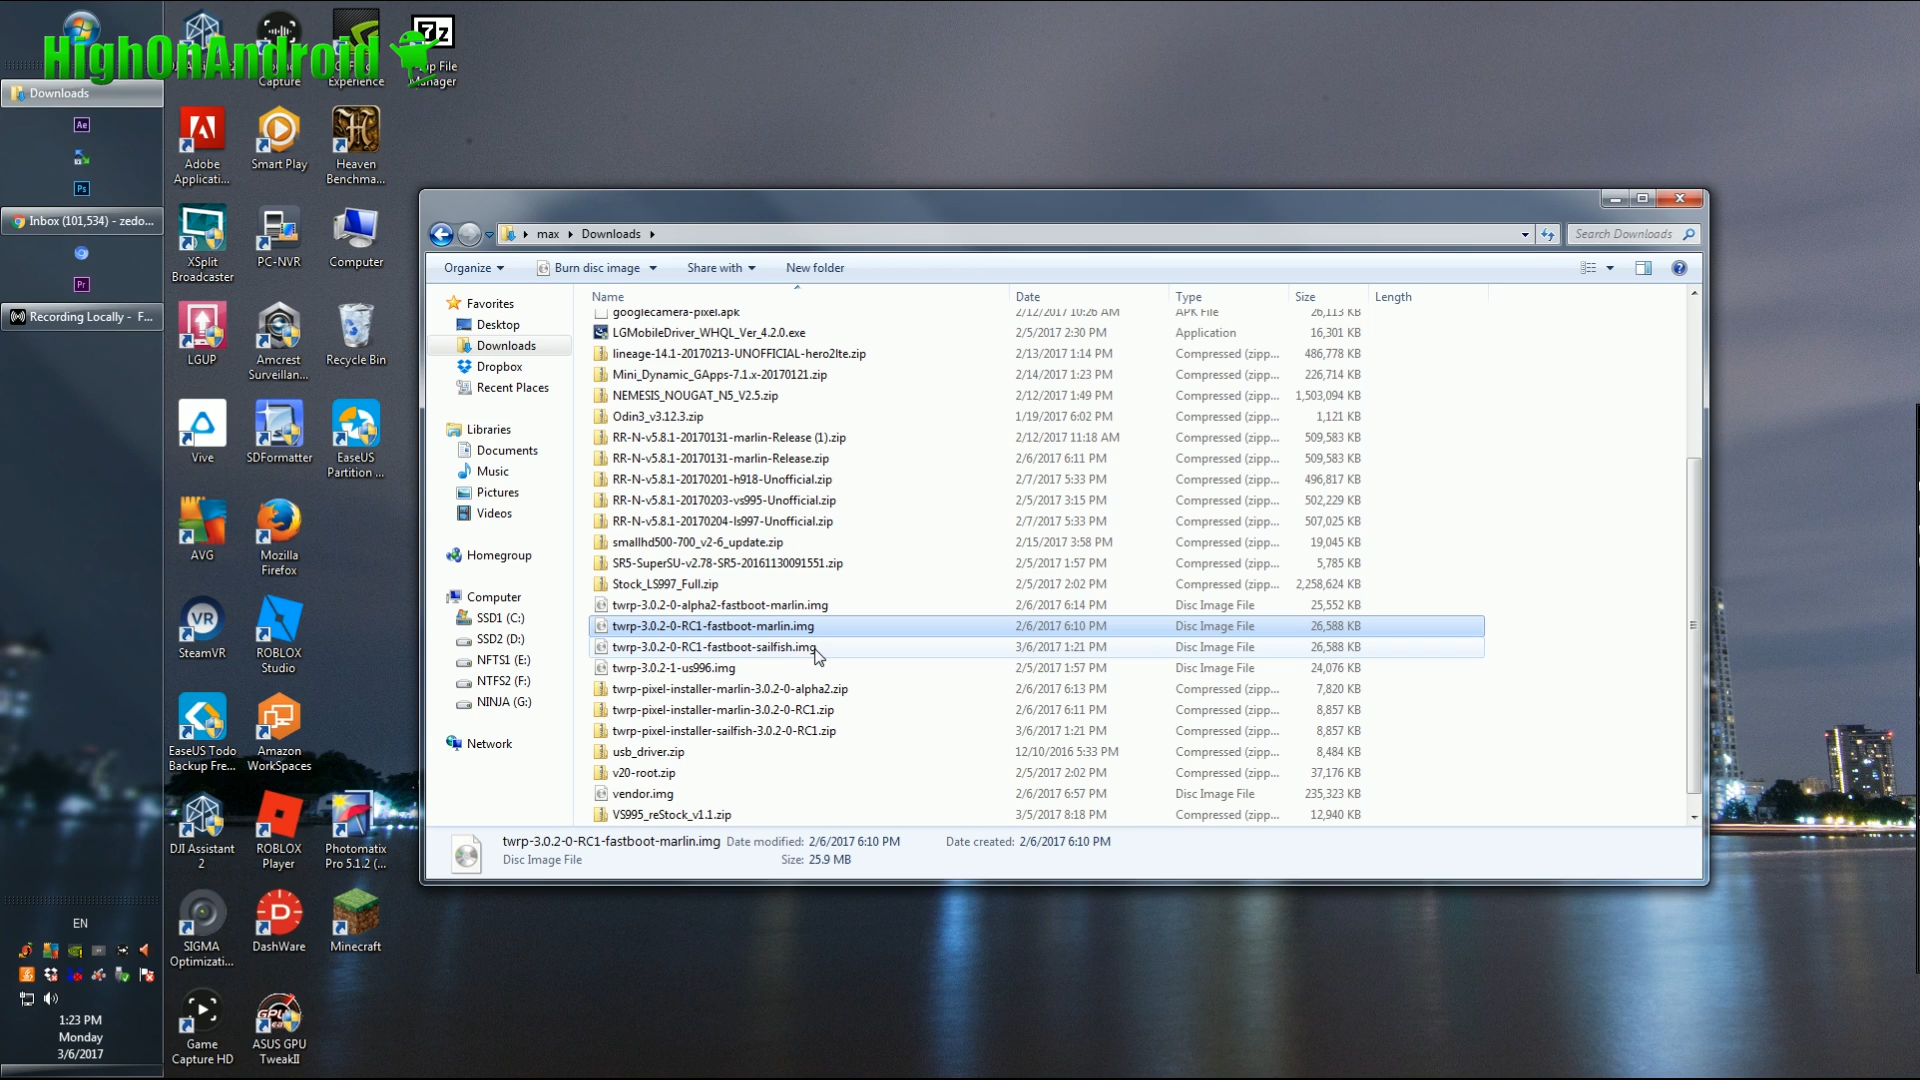 HighOnAndroid
Capture
Experience
File
Manager
Downloads
Ae
Ps
Inbox (101,534) - zedo...
Pr
Recording Locally - F...
Adobe
Applicati...
Smart Play
Heaven
Benchma...
XSplit
Broadcaster
PC-NVR
Computer
LGUP
Amcrest
Surveillan...
Recycle Bin
Vive
SDFormatter
EaseUS
Partition ...
AVG
Mozilla
Firefox
SteamVR
ROBLOX
Studio
EaseUS Todo
Backup Fre...
Amazon
WorkSpaces
DJI Assistant
2
ROBLOX
Player
Photomatix
Pro 5.1.2 (...
SIGMA
Optimizati...
DashWare
Minecraft
Game
Capture HD
ASUS GPU
TweakII
EN
1:23 PM
Monday
3/6/2017
max Downloads
Search Downloads
Organize Burn disc image Share with New folder
Favorites
Desktop
Downloads
Dropbox
Recent Places
Libraries
Documents
Music
Pictures
Videos
Homegroup
Computer
SSD1 (C:)
SSD2 (D:)
NFTS1 (E:)
NTFS2 (F:)
NINJA (G:)
Network
Name Date Type Size Length
googlecamera-pixel.apk 2/12/2017 10:26 AM APK File 26,113 KB
LGMobileDriver_WHQL_Ver_4.2.0.exe 2/5/2017 2:30 PM Application 16,301 KB
lineage-14.1-20170213-UNOFFICIAL-hero2lte.zip 2/13/2017 1:14 PM Compressed (zipp... 486,778 KB
Mini_Dynamic_GApps-7.1.x-20170121.zip 2/14/2017 1:23 PM Compressed (zipp... 226,714 KB
NEMESIS_NOUGAT_N5_V2.5.zip 2/12/2017 1:49 PM Compressed (zipp... 1,503,094 KB
Odin3_v3.12.3.zip 1/19/2017 6:02 PM Compressed (zipp... 1,121 KB
RR-N-v5.8.1-20170131-marlin-Release (1).zip 2/12/2017 11:18 AM Compressed (zipp... 509,583 KB
RR-N-v5.8.1-20170131-marlin-Release.zip 2/6/2017 6:11 PM Compressed (zipp... 509,583 KB
RR-N-v5.8.1-20170201-h918-Unofficial.zip 2/7/2017 5:33 PM Compressed (zipp... 496,817 KB
RR-N-v5.8.1-20170203-vs995-Unofficial.zip 2/5/2017 3:15 PM Compressed (zipp... 502,229 KB
RR-N-v5.8.1-20170204-ls997-Unofficial.zip 2/7/2017 5:33 PM Compressed (zipp... 507,025 KB
smallhd500-700_v2-6_update.zip 2/15/2017 3:58 PM Compressed (zipp... 19,045 KB
SR5-SuperSU-v2.78-SR5-20161130091551.zip 2/5/2017 1:57 PM Compressed (zipp... 5,785 KB
Stock_LS997_Full.zip 2/5/2017 2:02 PM Compressed (zipp... 2,258,624 KB
twrp-3.0.2-0-alpha2-fastboot-marlin.img 2/6/2017 6:14 PM Disc Image File 25,552 KB
twrp-3.0.2-0-RC1-fastboot-marlin.img 2/6/2017 6:10 PM Disc Image File 26,588 KB
twrp-3.0.2-0-RC1-fastboot-sailfish.img 3/6/2017 1:21 PM Disc Image File 26,588 KB
twrp-3.0.2-1-us996.img 2/5/2017 1:57 PM Disc Image File 24,076 KB
twrp-pixel-installer-marlin-3.0.2-0-alpha2.zip 2/6/2017 6:13 PM Compressed (zipp... 7,820 KB
twrp-pixel-installer-marlin-3.0.2-0-RC1.zip 2/6/2017 6:11 PM Compressed (zipp... 8,857 KB
twrp-pixel-installer-sailfish-3.0.2-0-RC1.zip 3/6/2017 1:21 PM Compressed (zipp... 8,857 KB
usb_driver.zip 12/10/2016 5:33 PM Compressed (zipp... 8,484 KB
v20-root.zip 2/5/2017 2:02 PM Compressed (zipp... 37,176 KB
vendor.img 2/6/2017 6:57 PM Disc Image File 235,323 KB
VS995_reStock_v1.1.zip 3/5/2017 8:18 PM Compressed (zipp... 12,940 KB
twrp-3.0.2-0-RC1-fastboot-marlin.img Date modified: 2/6/2017 6:10 PM Date created: 2/6/2017 6:10 PM
Disc Image File Size: 25.9 MB